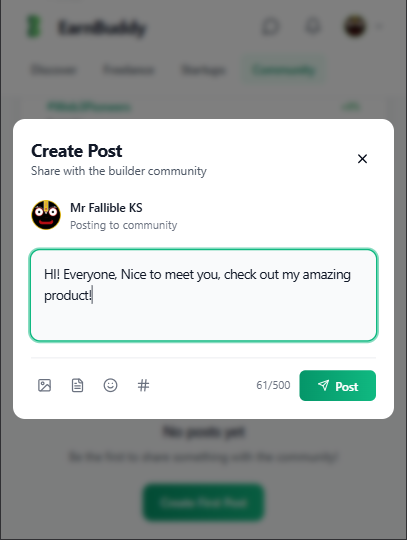 EarnBuddy
Discover Freelance Startups Community
Create Post
Share with the builder community
Mr Fallible KS
Posting to community
HI! Everyone, Nice to meet you, check out my amazing
product!
61/500
Post
No posts yet
Be the first to share something with the community!
Create First Post